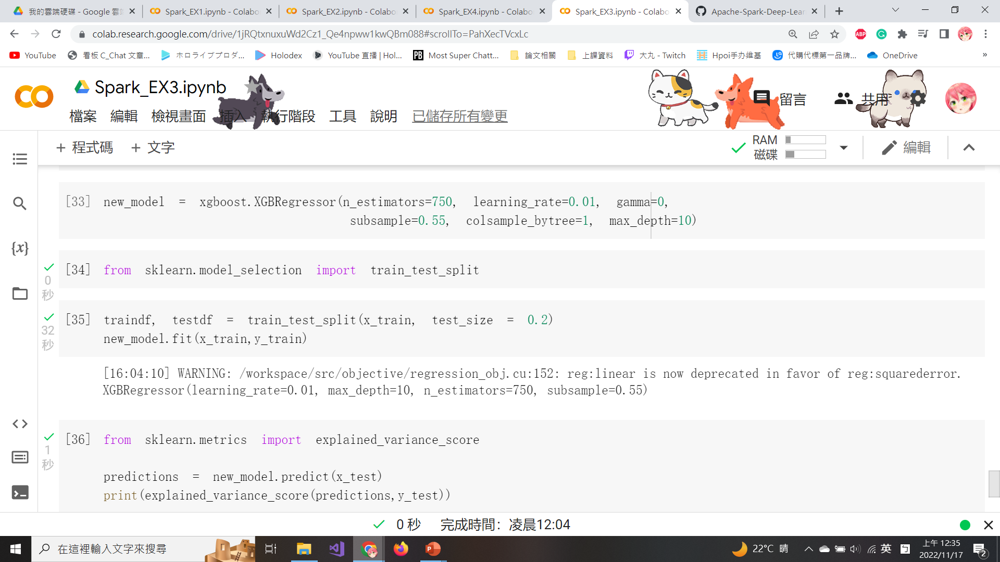 我的雲端硬碟 - Google 雲端
Spark_EX1.ipynb - Colabo
Spark_EX2.ipynb - Colabo
Spark_EX4.ipynb - Colabo
Spark_EX3.ipynb - Colabo
Apache-Spark-Deep-Lear
colab.research.google.com/drive/1jRQtxnuxuWd2Cz1_Qe4npww1kwQBm088#scrollTo=PahXecTVcxLc
ABP
YouTube
看板 C_Chat 文章...
ホロライブプロダ...
Holodex
YouTube 直播 | Hol...
PB Most Super Chatt...
論文相關
上課資料
大丸 - Twitch
Hpoi手办维基
代購代標第一品牌...
OneDrive
»
Spark_EX3.ipynb
檔案 編輯 檢視畫面 插入 執行階段 工具 說明 已儲存所有變更
留言
共用
+ 程式碼 + 文字
RAM
磁碟
編輯
[33] new_model = xgboost.XGBRegressor(n_estimators=750, learning_rate=0.01, gamma=0,
subsample=0.55, colsample_bytree=1, max_depth=10)
{x}
0
秒
[34] from sklearn.model_selection import train_test_split
32
秒
[35] traindf, testdf = train_test_split(x_train, test_size = 0.2)
new_model.fit(x_train,y_train)
[16:04:10] WARNING: /workspace/src/objective/regression_obj.cu:152: reg:linear is now deprecated in favor of reg:squarederror.
XGBRegressor(learning_rate=0.01, max_depth=10, n_estimators=750, subsample=0.55)
1
秒
[36] from sklearn.metrics import explained_variance_score
predictions = new_model.predict(x_test)
print(explained_variance_score(predictions,y_test))
0 秒 完成時間：凌晨12:04
在這裡輸入文字來搜尋
22°C 晴
英
上午 12:35
2022/11/17
2